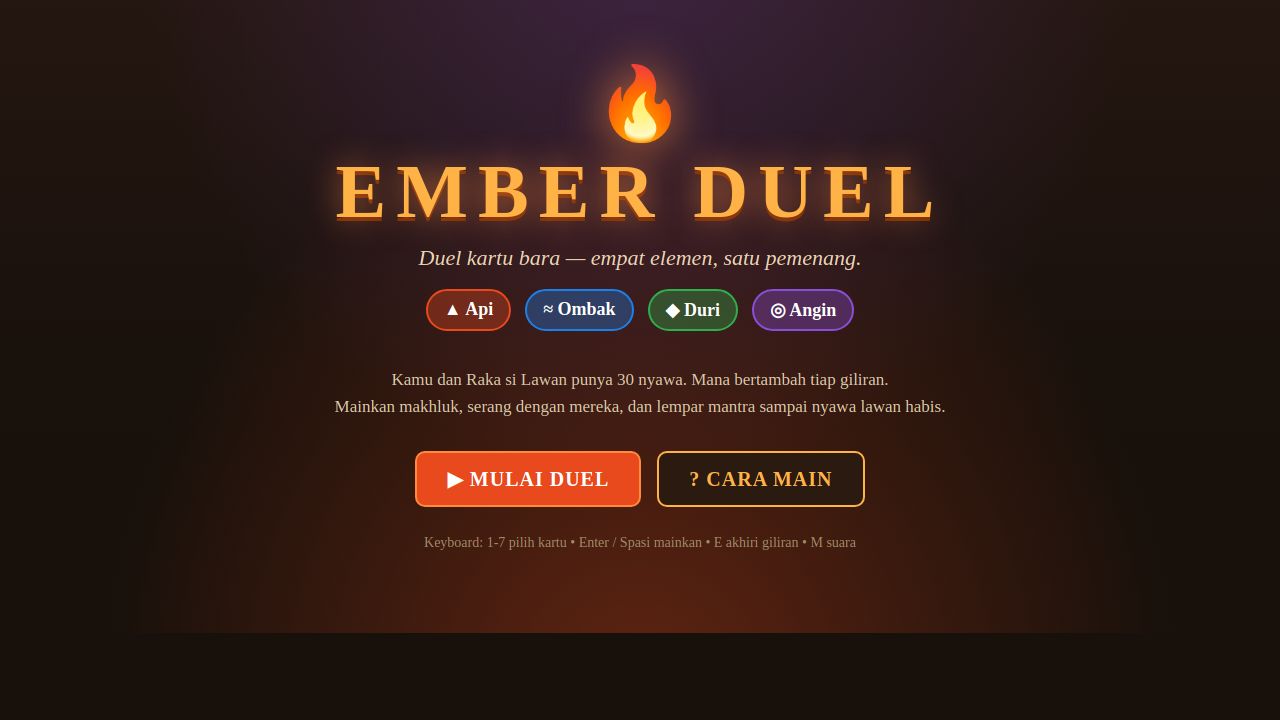 EMBER DUEL
Duel kartu bara — empat elemen, satu pemenang.
▲ Api ≈ Ombak ◆ Duri ◎ Angin
Kamu dan Raka si Lawan punya 30 nyawa. Mana bertambah tiap giliran.
Mainkan makhluk, serang dengan mereka, dan lempar mantra sampai nyawa lawan habis.
▶ MULAI DUEL ? CARA MAIN
Keyboard: 1-7 pilih kartu • Enter / Spasi mainkan • E akhiri giliran • M suara